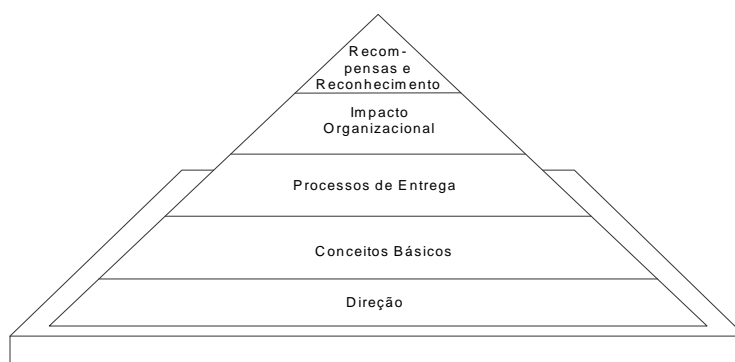 Recom-
pensas e
Reconhecimento
Impacto
Organizacional
Processos de Entrega
Conceitos Básicos
Direção